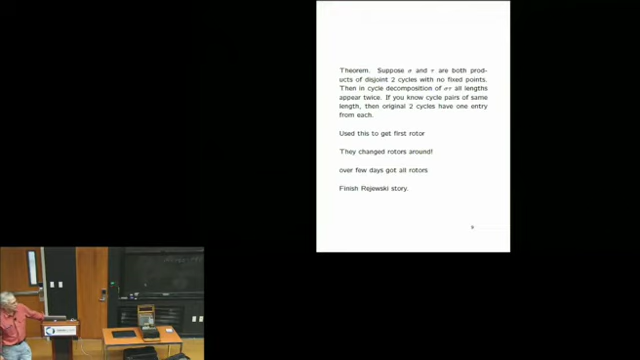 Theorem. Suppose σ and τ are both prod-
ucts of disjoint 2 cycles with no fixed points.
Then in cycle decomposition of στ all lengths
appear twice. If you know cycle pairs of same
length, then original 2 cycles have one entry
from each.
Used this to get first rotor
They changed rotors around!
over few days got all rotors
Finish Rejewski story.